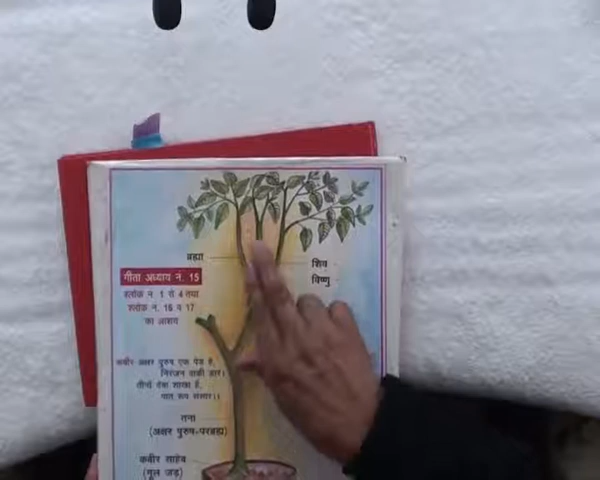 ब्रह्मा
शिव
विष्णु
गीता अध्याय नं. 15
श्लोक नं. 1 से 4 तथा
श्लोक नं. 16 व 17
का आशय
कबीर अक्षर पुरुष एक पेड़ है,
निरंजन वाकी डार।
तीनों देवा शाखा हैं,
पात रूप संसार।।
तना
(अक्षर पुरुष-परब्रह्म)
कबीर साहेब
(मूल जड़)